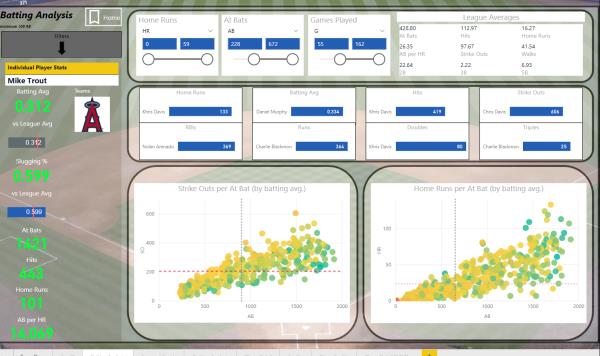 Batting Analysis
minimum 100 AB
Home
Filters
Individual Player Stats
Mike Trout
Batting Avg
0.312
Teams
A
vs League Avg
0.312
Slugging %
0.599
vs League Avg
0.599
At Bats
1621
Hits
443
Home Runs
101
AB per HR
16.069
Home Runs
HR
0
59
At Bats
AB
228
672
Games Played
G
55
162
League Averages
428.80
112.97
16.27
At Bats
Hits
Home Runs
26.35
97.67
41.54
AB per HR
Strike Outs
Walks
22.64
2.22
6.93
2B
3B
SB
Home Runs
Khris Davis
133
Batting Avg
Daniel Murphy
0.334
Hits
Khris Davis
419
Strike Outs
Chris Davis
606
RBIs
Nolan Arenado
369
Runs
Charlie Blackmon
364
Doubles
Khris Davis
80
Triples
Charlie Blackmon
25
Strike Outs per At Bat (by batting avg.)
600
400
200
0
SO
0
500
1000
1500
2000
AB
Home Runs per At Bat (by batting avg.)
100
50
0
HR
0
500
1000
1500
2000
AB